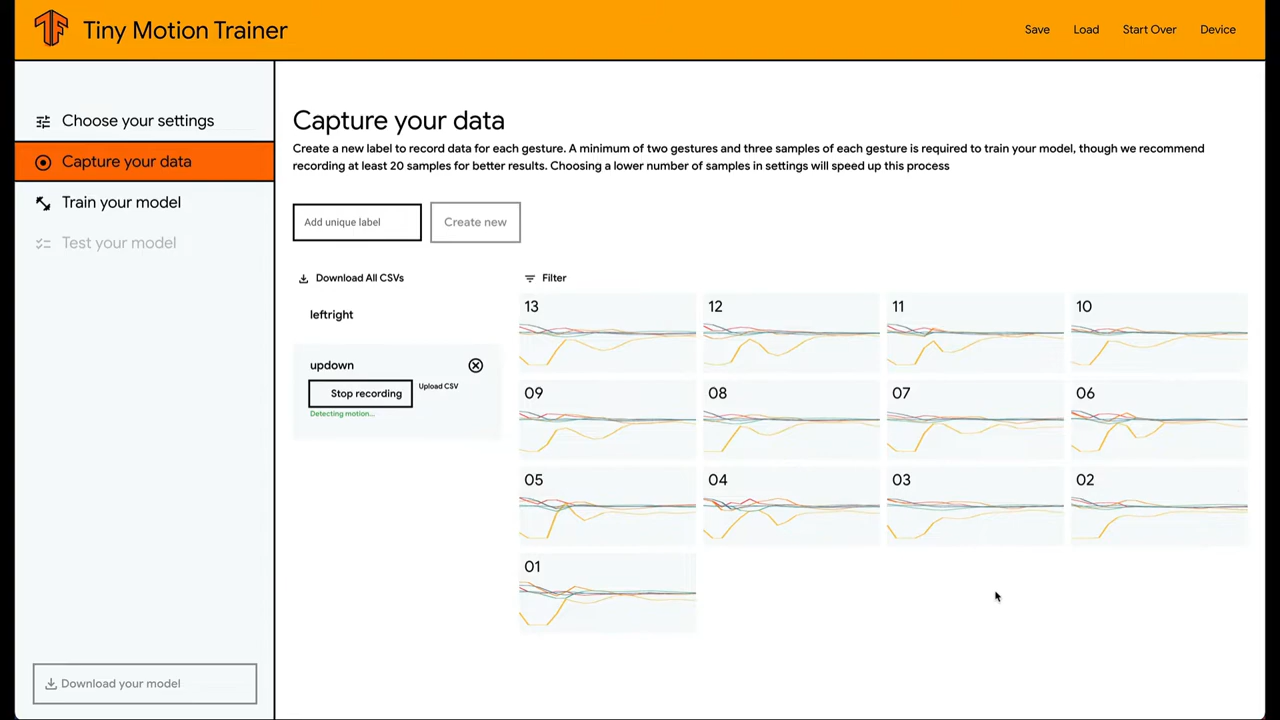 Tiny Motion Trainer
Save
Load
Start Over
Device
Choose your settings
Capture your data
Train your model
Test your model
Download your model
Capture your data
Create a new label to record data for each gesture. A minimum of two gestures and three samples of each gesture is required to train your model, though we recommend
recording at least 20 samples for better results. Choosing a lower number of samples in settings will speed up this process
Add unique label
Create new
Download All CSVs
Filter
leftright
updown
Stop recording
Upload CSV
Detecting motion...
13
12
11
10
09
08
07
06
05
04
03
02
01